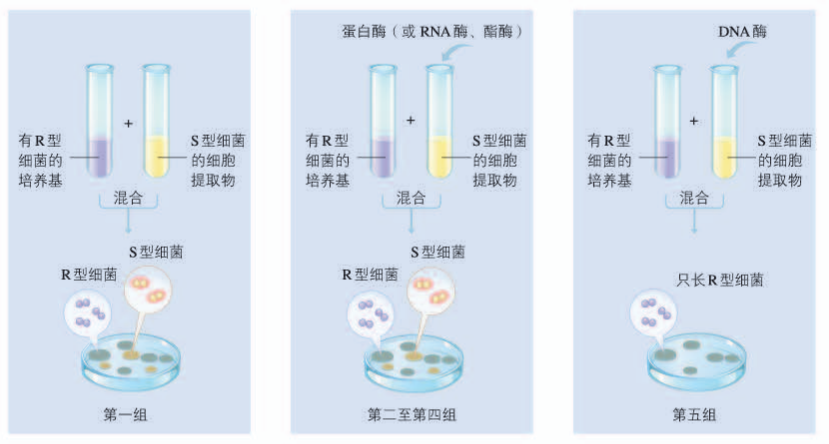 有R型
细菌的
培养基
+
S型细菌
的细胞
提取物
混合
R型细菌
S型细菌
第一组
蛋白酶（或RNA酶、酯酶）
有R型
细菌的
培养基
+
S型细菌
的细胞
提取物
混合
R型细菌
S型细菌
第二至第四组
DNA酶
有R型
细菌的
培养基
+
S型细菌
的细胞
提取物
混合
只长R型细菌
第五组